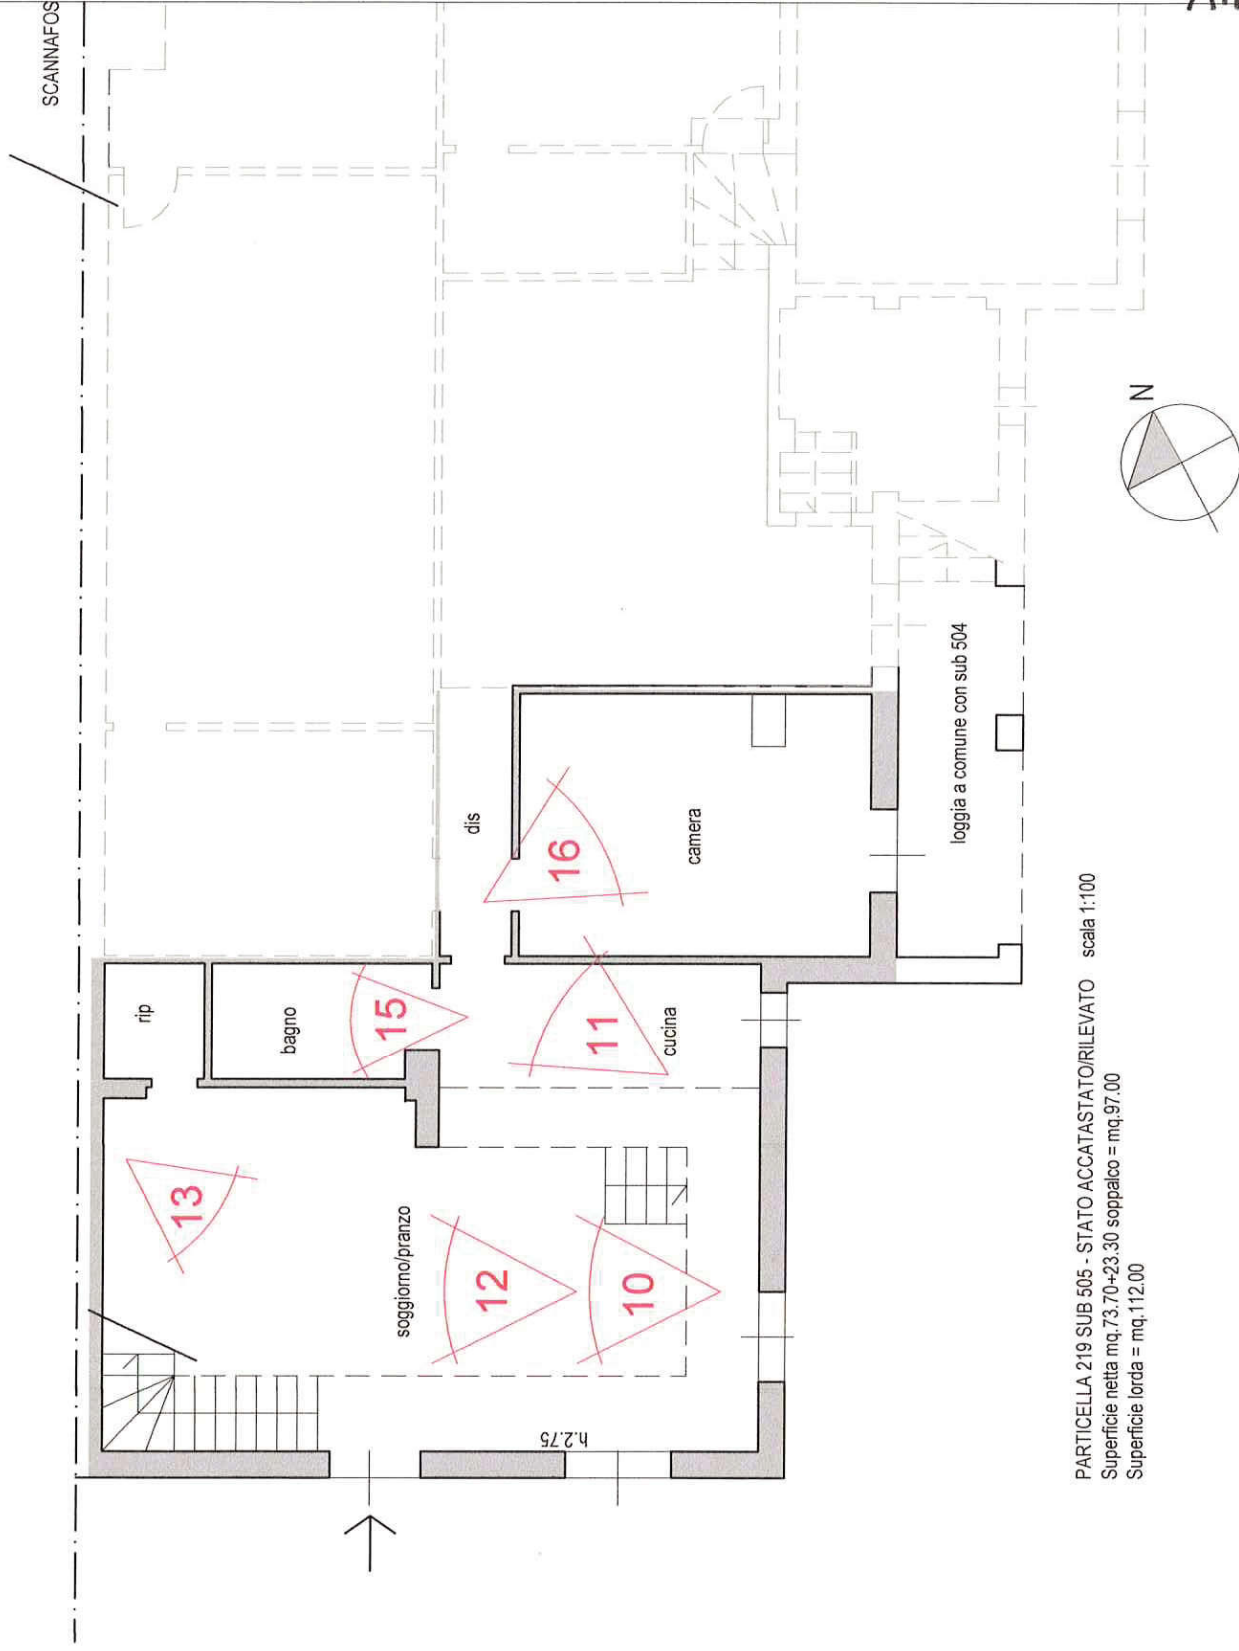 SCANNAFOS
N
rip
bagno
15
dis
16
camera
loggia a comune con sub 504
11
cucina
13
soggiorno/pranzo
12
10
h.2.75
PARTICELLA 219 SUB 505 - STATO ACCATASTATO/RILEVATO scala 1:100
Superficie netta mq.73.70+23.30 soppalco = mq.97.00
Superficie lorda = mq.112.00